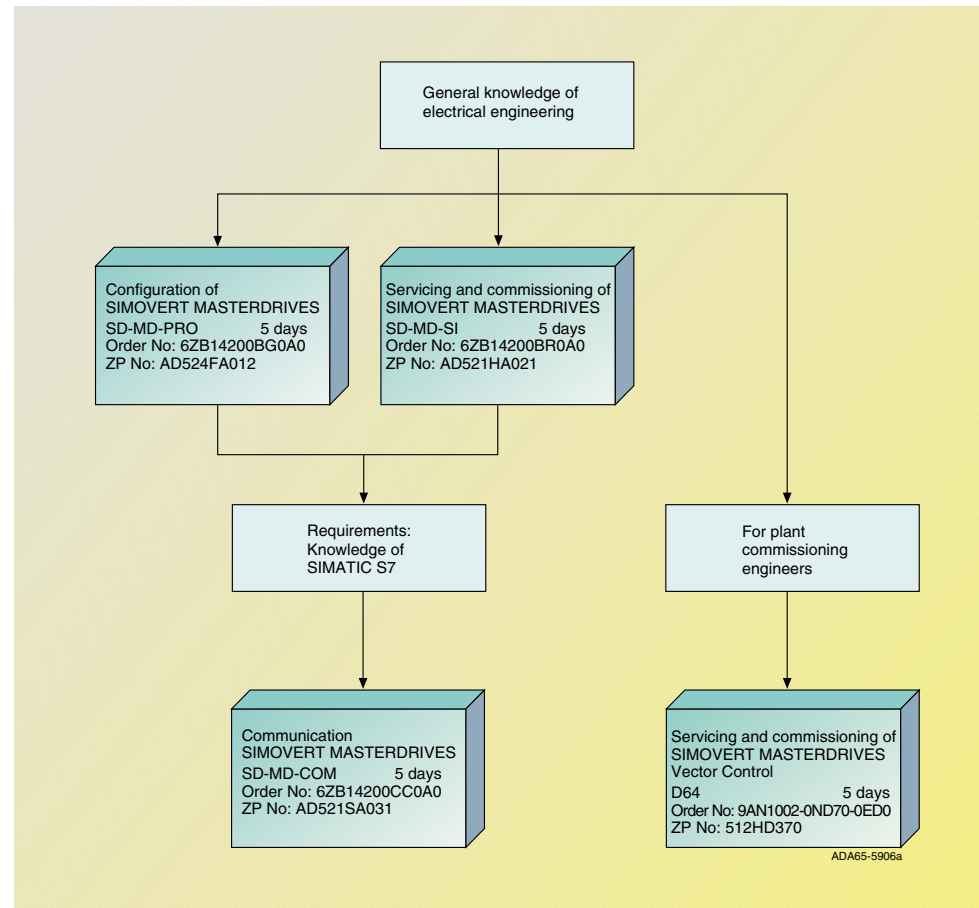 General knowledge of
electrical engineering
Configuration of
SIMOVERT MASTERDRIVES
SD-MD-PRO 5 days
Order No: 6ZB14200BG0A0
ZP No: AD524FA012
Servicing and commissioning of
SIMOVERT MASTERDRIVES
SD-MD-SI 5 days
Order No: 6ZB14200BR0A0
ZP No: AD521HA021
Requirements:
Knowledge of
SIMATIC S7
For plant
commissioning
engineers
Communication
SIMOVERT MASTERDRIVES
SD-MD-COM 5 days
Order No: 6ZB14200CC0A0
ZP No: AD521SA031
Servicing and commissioning of
SIMOVERT MASTERDRIVES
Vector Control
D64 5 days
Order No: 9AN1002-0ND70-0ED0
ZP No: 512HD370
ADA65-5906a